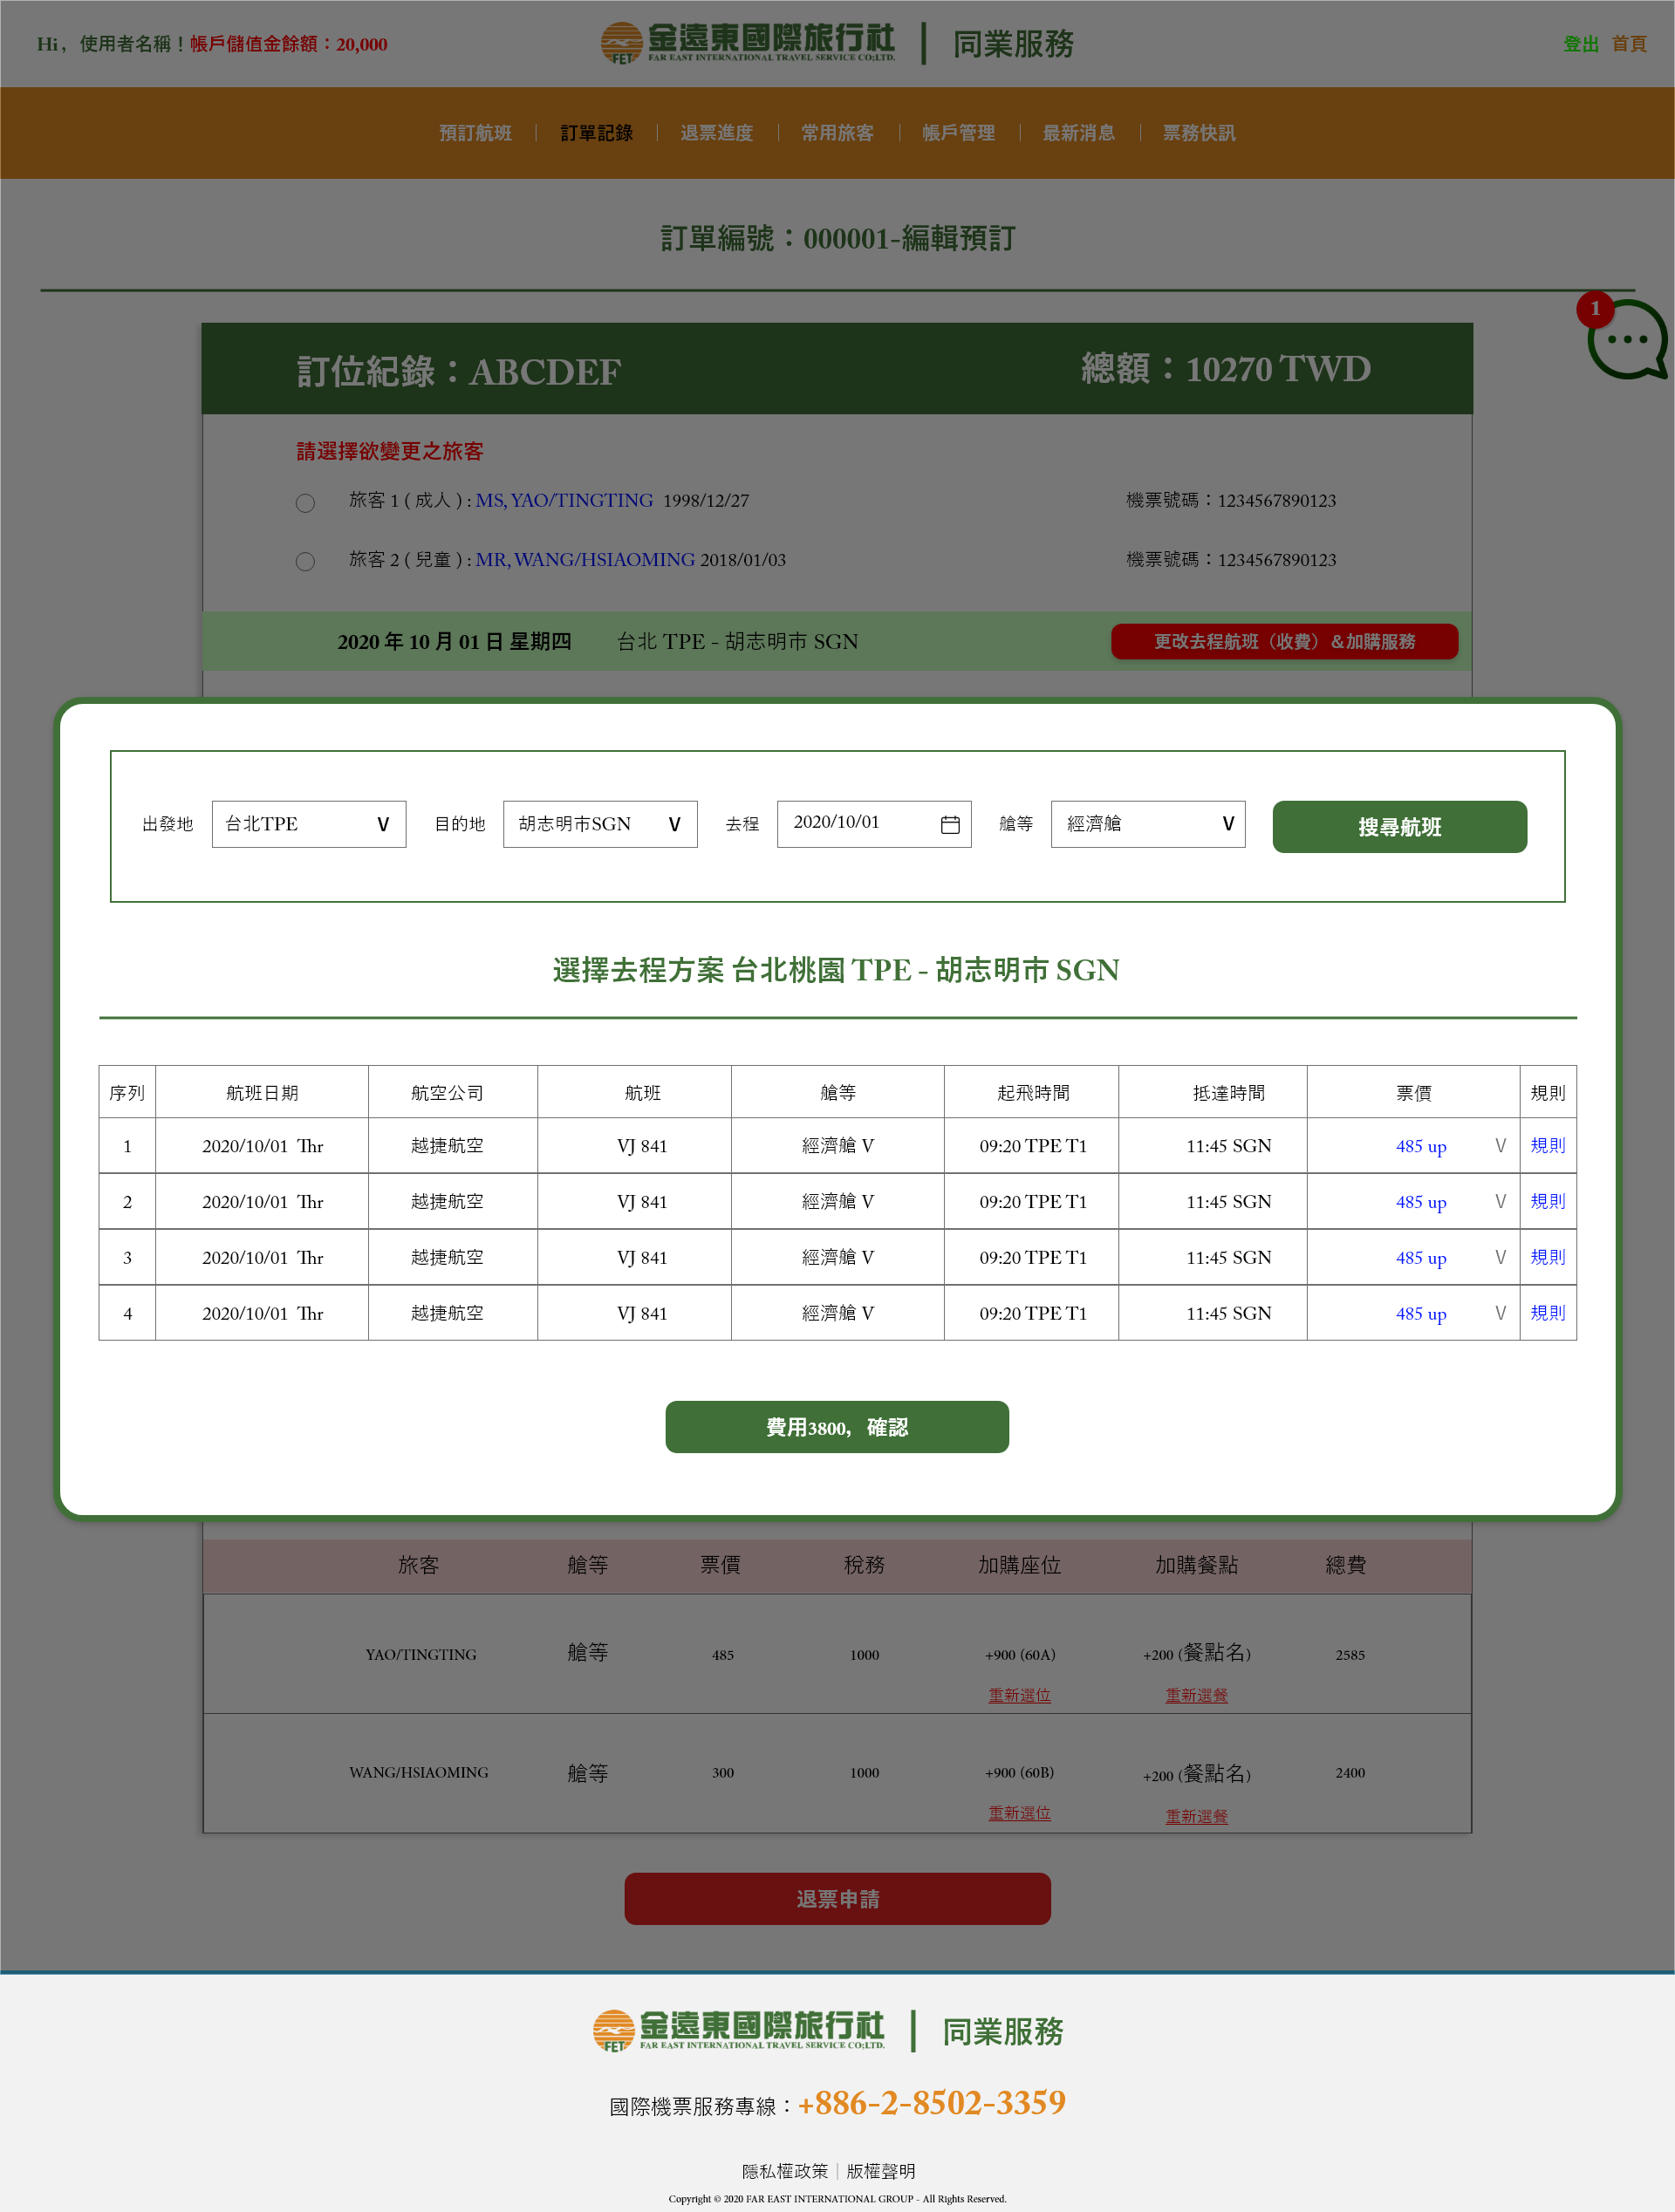 Hi，使用者名稱！帳戶儲值金餘額：20,000
金遠東國際旅行社 同業服務
FAR EAST INTERNATIONAL TRAVEL SERVICE CO;LTD.
FET
登出 首頁
預訂航班 訂單記錄 退票進度 常用旅客 帳戶管理 最新消息 票務快訊
訂單編號：000001-編輯預訂
1
訂位紀錄：ABCDEF 總額：10270 TWD
請選擇欲變更之旅客
旅客 1 ( 成人 ) : MS, YAO/TINGTING 1998/12/27 機票號碼：1234567890123
旅客 2 ( 兒童 ) : MR, WANG/HSIAOMING 2018/01/03 機票號碼：1234567890123
2020 年 10 月 01 日 星期四 台北 TPE - 胡志明市 SGN 更改去程航班（收費）＆加購服務
出發地 台北TPE V 目的地 胡志明市SGN V 去程 2020/10/01 艙等 經濟艙 V 搜尋航班
選擇去程方案 台北桃園 TPE - 胡志明市 SGN
序列 航班日期 航空公司 航班 艙等 起飛時間 抵達時間 票價 規則
1 2020/10/01 Thr 越捷航空 VJ 841 經濟艙 V 09:20 TPE T1 11:45 SGN 485 up V 規則
2 2020/10/01 Thr 越捷航空 VJ 841 經濟艙 V 09:20 TPE T1 11:45 SGN 485 up V 規則
3 2020/10/01 Thr 越捷航空 VJ 841 經濟艙 V 09:20 TPE T1 11:45 SGN 485 up V 規則
4 2020/10/01 Thr 越捷航空 VJ 841 經濟艙 V 09:20 TPE T1 11:45 SGN 485 up V 規則
費用3800，確認
旅客 艙等 票價 稅務 加購座位 加購餐點 總費
YAO/TINGTING 艙等 485 1000 +900 (60A) +200 (餐點名) 2585
重新選位 重新選餐
WANG/HSIAOMING 艙等 300 1000 +900 (60B) +200 (餐點名) 2400
重新選位 重新選餐
退票申請
金遠東國際旅行社 同業服務
FAR EAST INTERNATIONAL TRAVEL SERVICE CO;LTD.
FET
國際機票服務專線：+886-2-8502-3359
隱私權政策｜版權聲明
Copyright © 2020 FAR EAST INTERNATIONAL GROUP - All Rights Reserved.